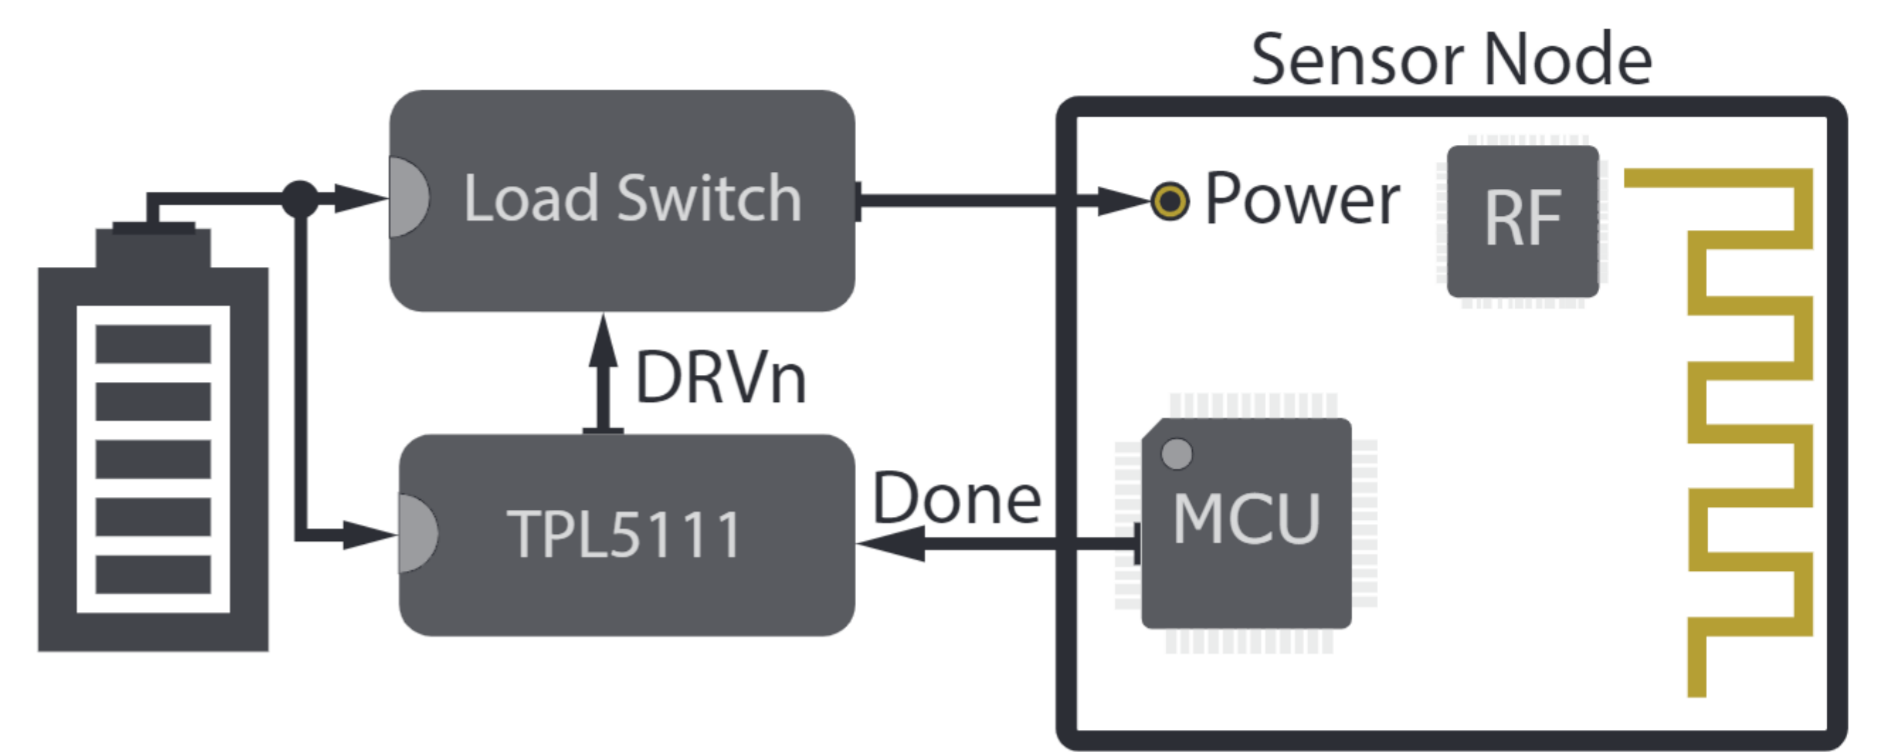 Sensor Node
Load Switch
Power
RF
DRVn
Done
TPL5111
MCU